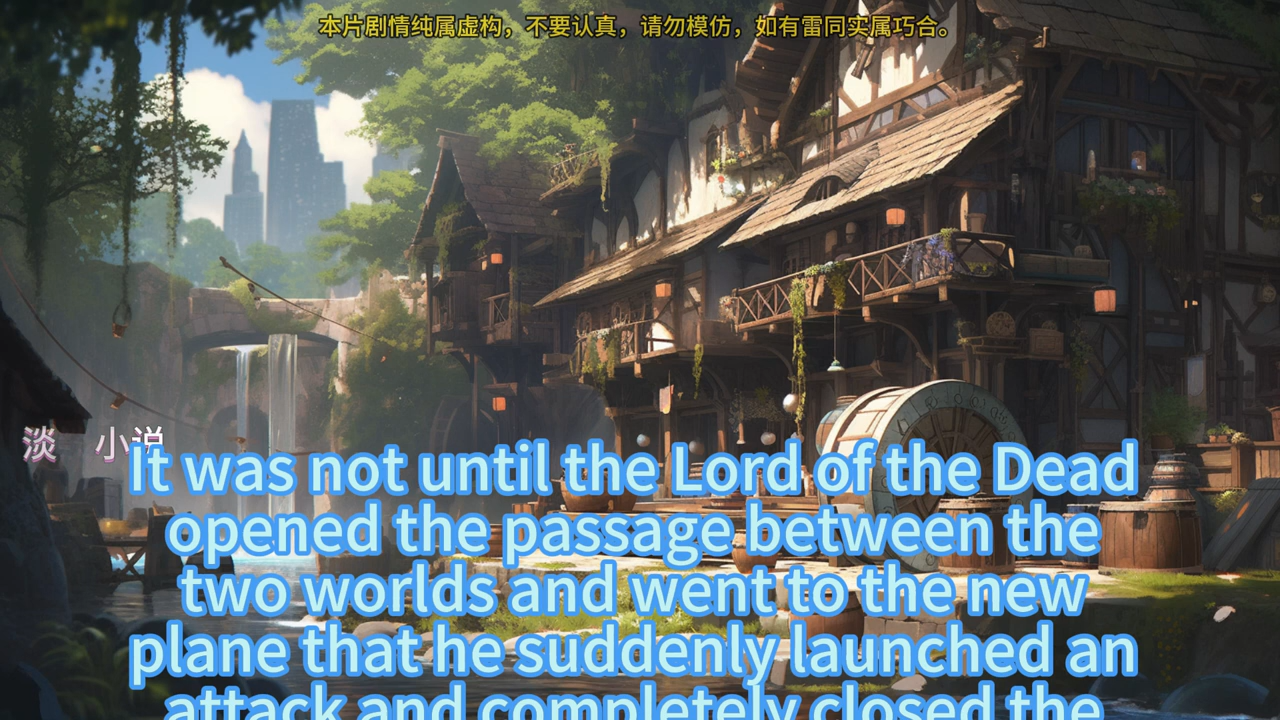 本片剧情纯属虚构，不要认真，请勿模仿，如有雷同实属巧合。
淡 小说
It was not until the Lord of the Dead
opened the passage between the
two worlds and went to the new
plane that he suddenly launched an
attack and completely closed the